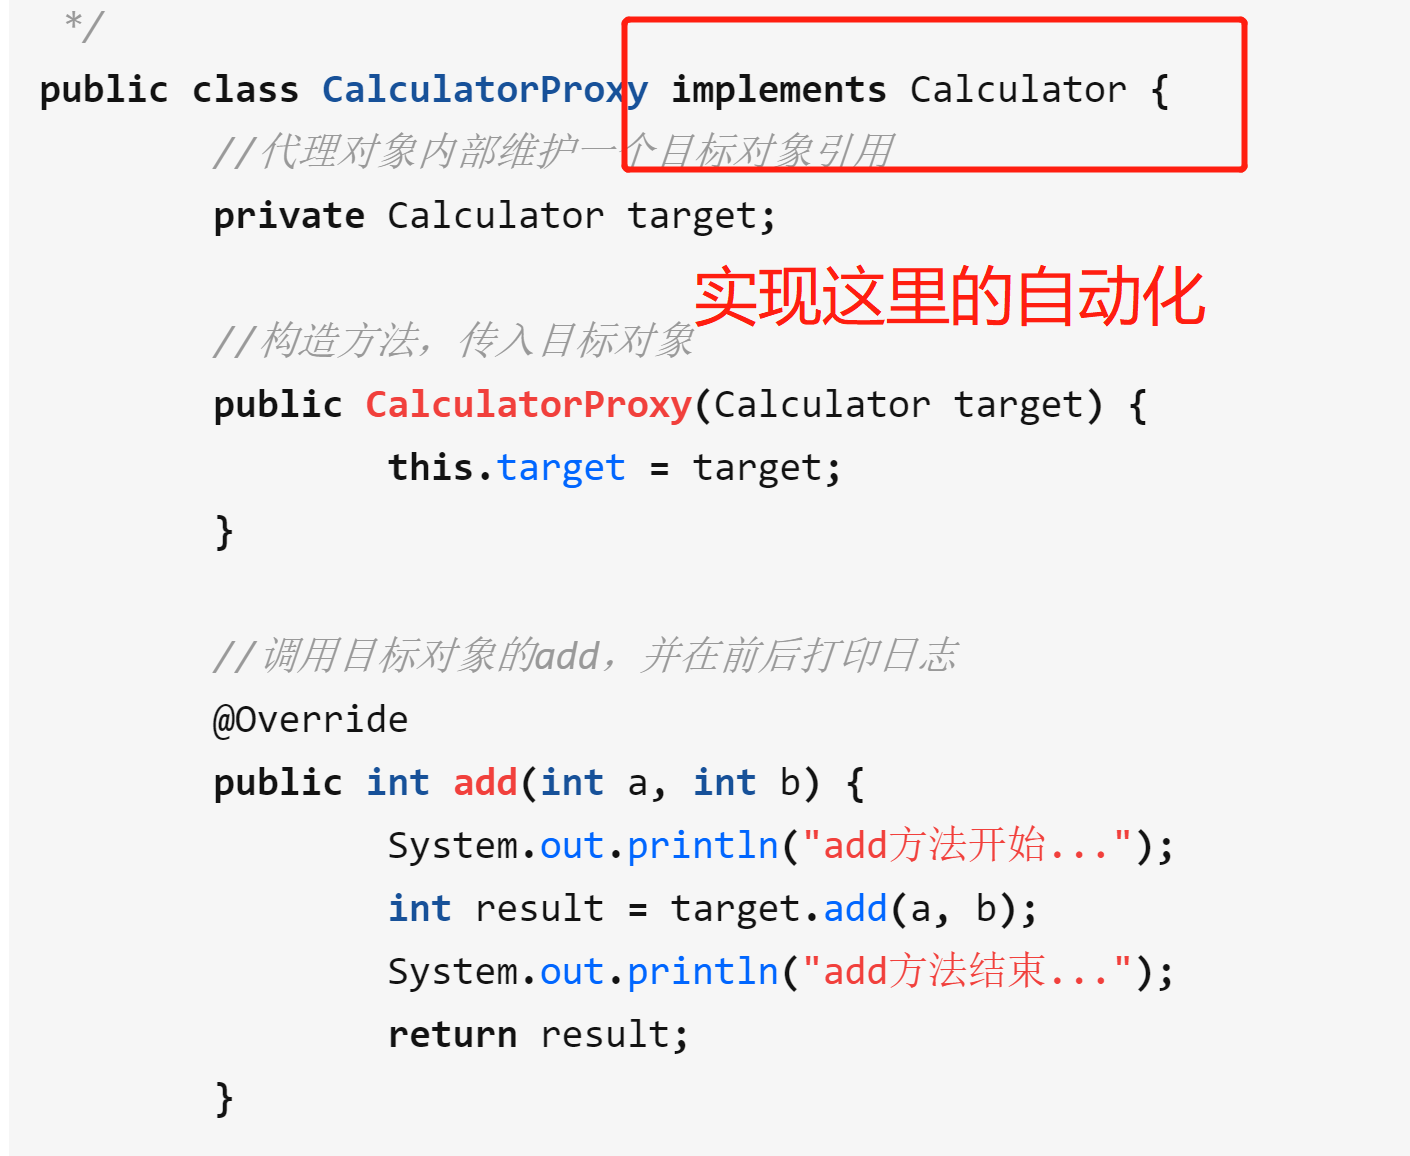 */
public class CalculatorProxy implements Calculator {
//代理对象内部维护一个目标对象引用
private Calculator target;
实现这里的自动化
//构造方法，传入目标对象
public CalculatorProxy(Calculator target) {
this.target = target;
}
//调用目标对象的add，并在前后打印日志
@Override
public int add(int a, int b) {
System.out.println("add方法开始...");
int result = target.add(a, b);
System.out.println("add方法结束...");
return result;
}